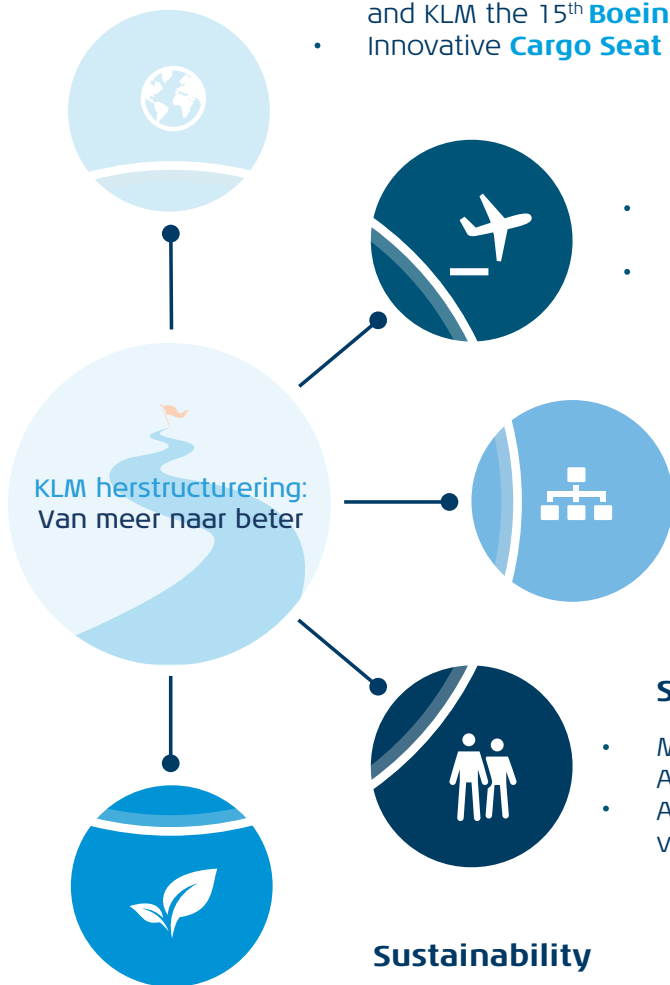 and KLM the 15th Boein
• Innovative Cargo Seat
•
•
KLM herstructurering:
Van meer naar beter
S
• M
A
• A
v
Sustainability